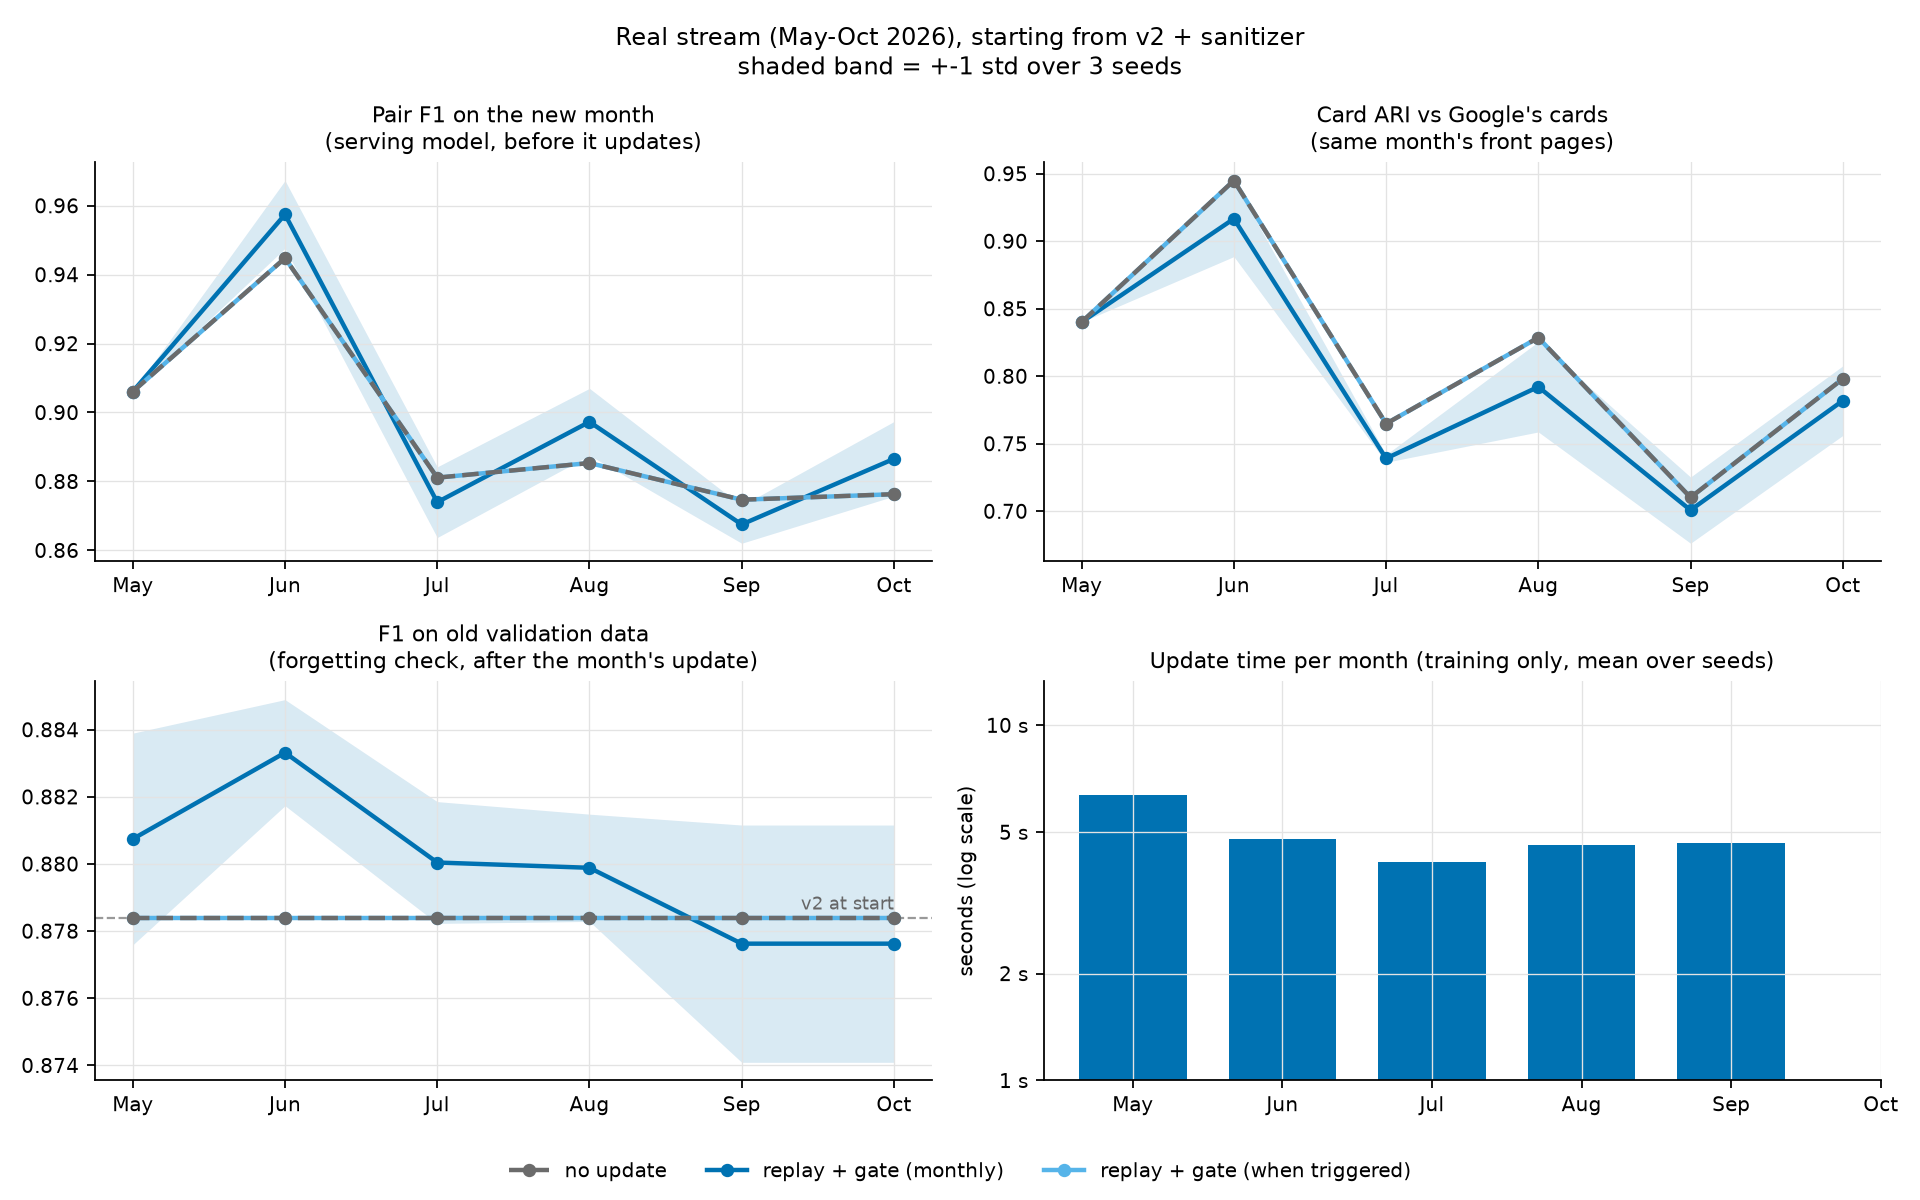 Real stream (May-Oct 2026), starting from v2 + sanitizer
shaded band = +-1 std over 3 seeds
Pair F1 on the new month
(serving model, before it updates)
0.96
0.94
0.92
0.90
0.88
0.86
May Jun Jul Aug Sep Oct
Card ARI vs Google's cards
(same month's front pages)
0.95
0.90
0.85
0.80
0.75
0.70
May Jun Jul Aug Sep Oct
F1 on old validation data
(forgetting check, after the month's update)
0.884
0.882
0.880
v2 at start
0.878
0.876
0.874
May Jun Jul Aug Sep Oct
Update time per month (training only, mean over seeds)
seconds (log scale)
10 s
5 s
2 s
1 s
May Jun Jul Aug Sep Oct
no update
replay + gate (monthly)
replay + gate (when triggered)